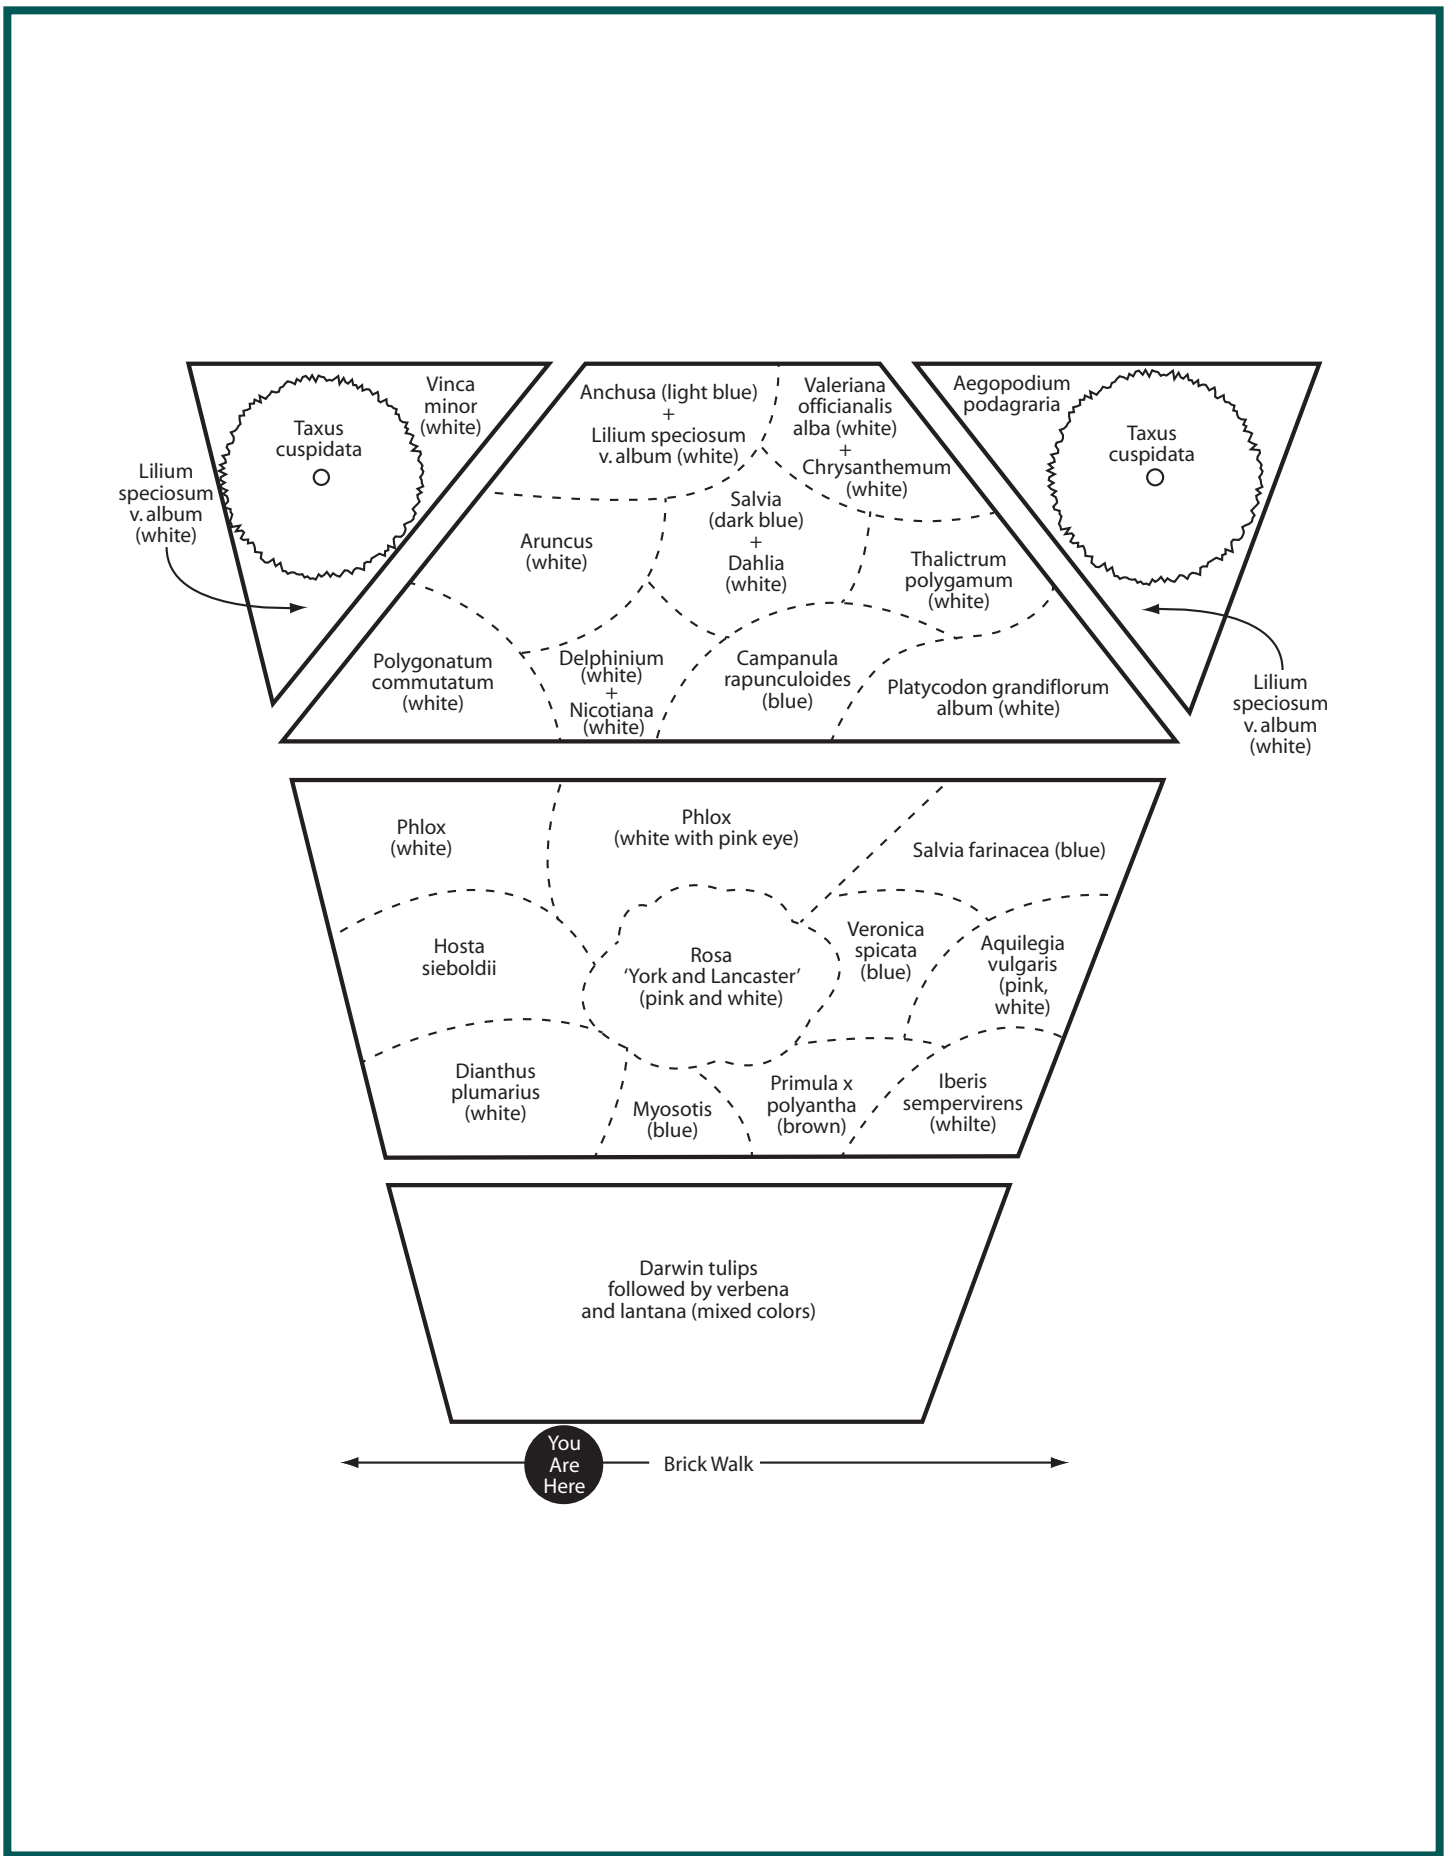 Vinca
minor
(white)
Taxus
cuspidata
Lilium
speciosum
v. album
(white)
Anchusa (light blue)
+
Lilium speciosum
v. album (white)
Valeriana
officianalis
alba (white)
+
Chrysanthemum
(white)
Aegopodium
podagraria
Taxus
cuspidata
Aruncus
(white)
Salvia
(dark blue)
+
Dahlia
(white)
Thalictrum
polygamum
(white)
Polygonatum
commutatum
(white)
Delphinium
(white)
+
Nicotiana
(white)
Campanula
rapunculoides
(blue)
Platycodon grandiflorum
album (white)
Lilium
speciosum
v. album
(white)
Phlox
(white)
Phlox
(white with pink eye)
Salvia farinacea (blue)
Hosta
sieboldii
Rosa
‘York and Lancaster’
(pink and white)
Veronica
spicata
(blue)
Aquilegia
vulgaris
(pink,
white)
Dianthus
plumarius
(white)
Myosotis
(blue)
Primula x
polyantha
(brown)
Iberis
sempervirens
(whilte)
Darwin tulips
followed by verbena
and lantana (mixed colors)
You
Are
Here
Brick Walk